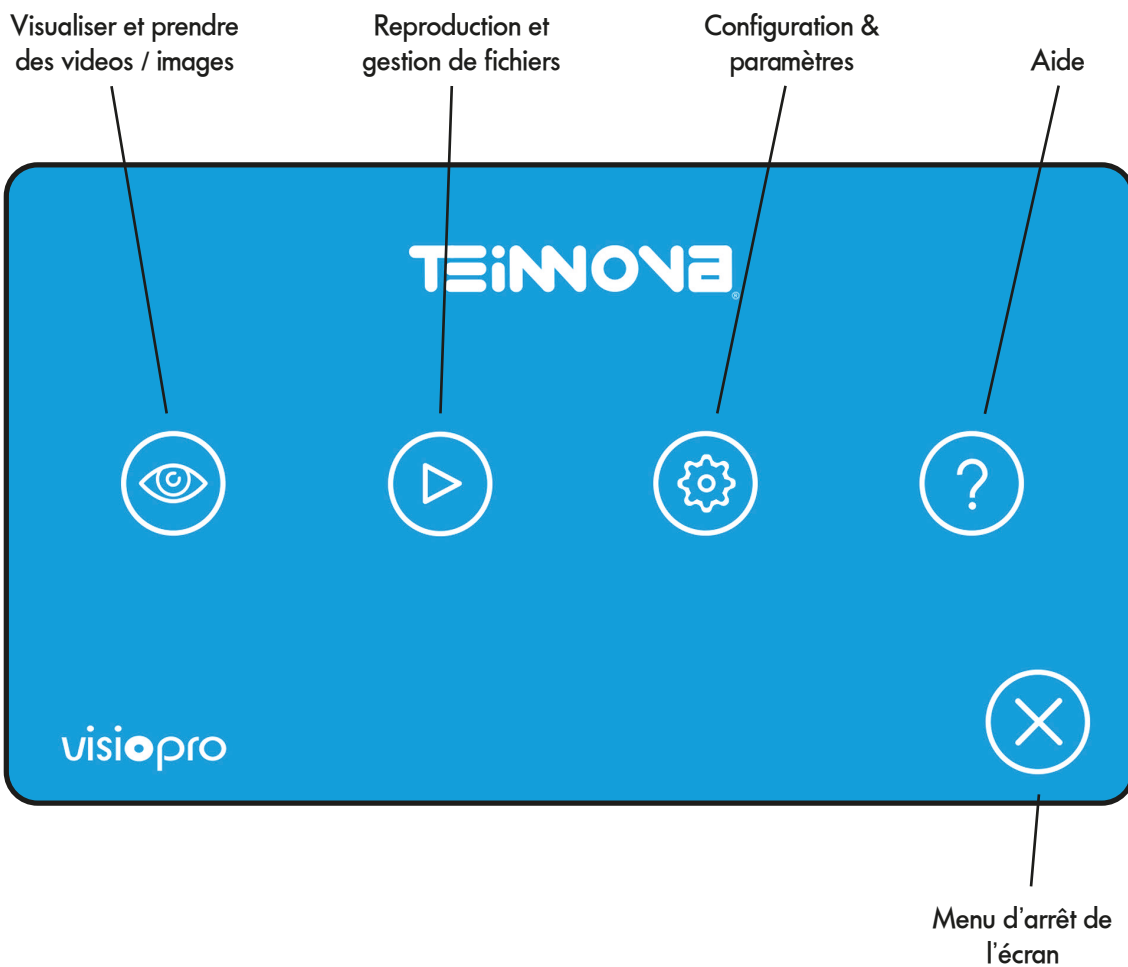 Visualiser et prendre
des videos / images
Reproduction et
gestion de fichiers
Configuration &
paramètres
Aide
TEiNNOVA®
?
visiopro
Menu d'arrêt de
l'écran